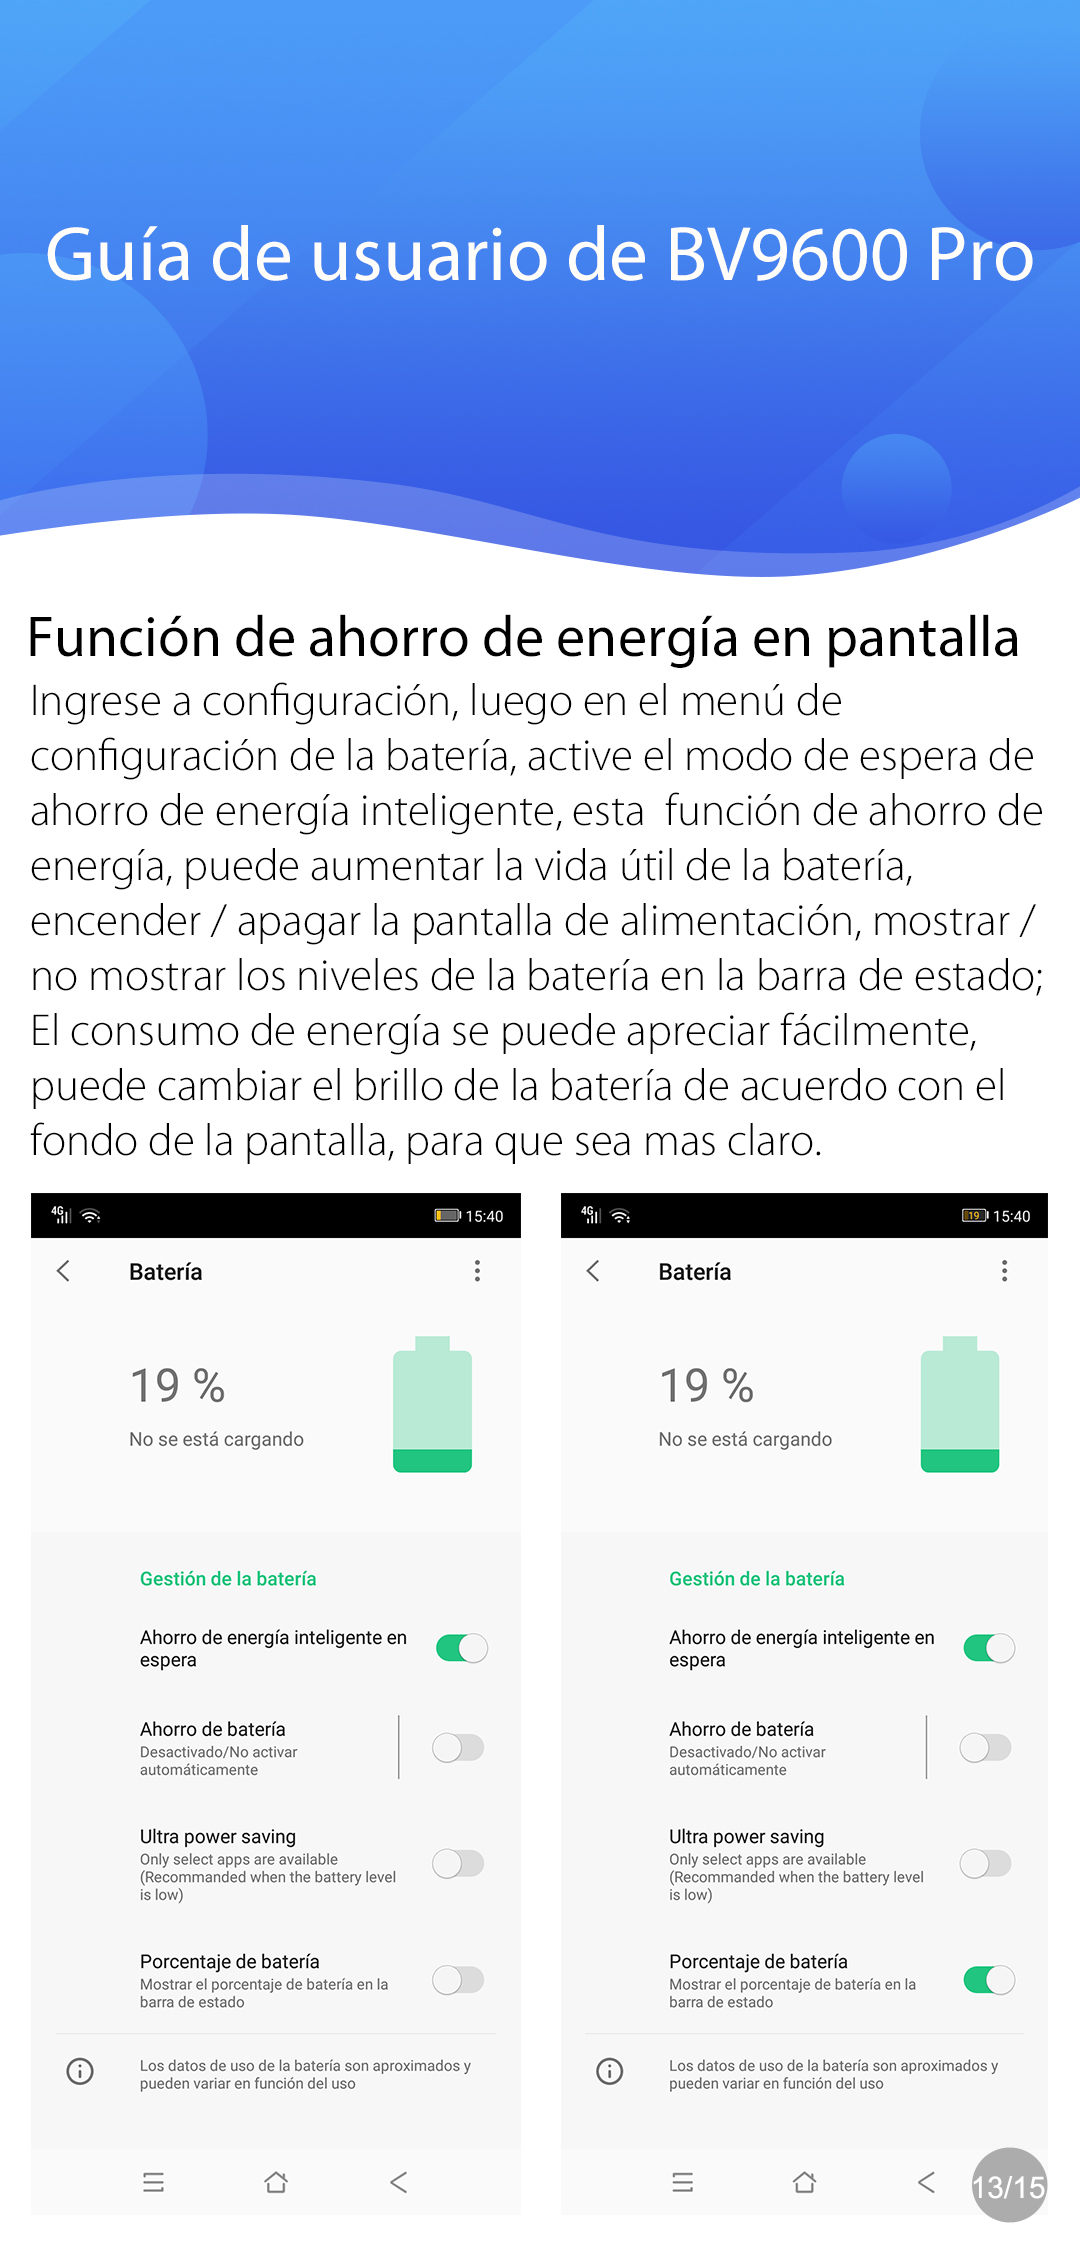 Guía de usuario de BV9600 Pro
Función de ahorro de energía en pantalla
Ingrese a configuración, luego en el menú de
configuración de la batería, active el modo de espera de
ahorro de energía inteligente, esta  función de ahorro de
energía, puede aumentar la vida útil de la batería,
encender / apagar la pantalla de alimentación, mostrar /
no mostrar los niveles de la batería en la barra de estado;
El consumo de energía se puede apreciar fácilmente,
puede cambiar el brillo de la batería de acuerdo con el
fondo de la pantalla, para que sea mas claro.
4G 15:40
Batería
19 %
No se está cargando
Gestión de la batería
Ahorro de energía inteligente en
espera
Ahorro de batería
Desactivado/No activar
automáticamente
Ultra power saving
Only select apps are available
(Recommanded when the battery level
is low)
Porcentaje de batería
Mostrar el porcentaje de batería en la
barra de estado
Los datos de uso de la batería son aproximados y
pueden variar en función del uso
4G 19 15:40
Batería
19 %
No se está cargando
Gestión de la batería
Ahorro de energía inteligente en
espera
Ahorro de batería
Desactivado/No activar
automáticamente
Ultra power saving
Only select apps are available
(Recommanded when the battery level
is low)
Porcentaje de batería
Mostrar el porcentaje de batería en la
barra de estado
Los datos de uso de la batería son aproximados y
pueden variar en función del uso
13/15